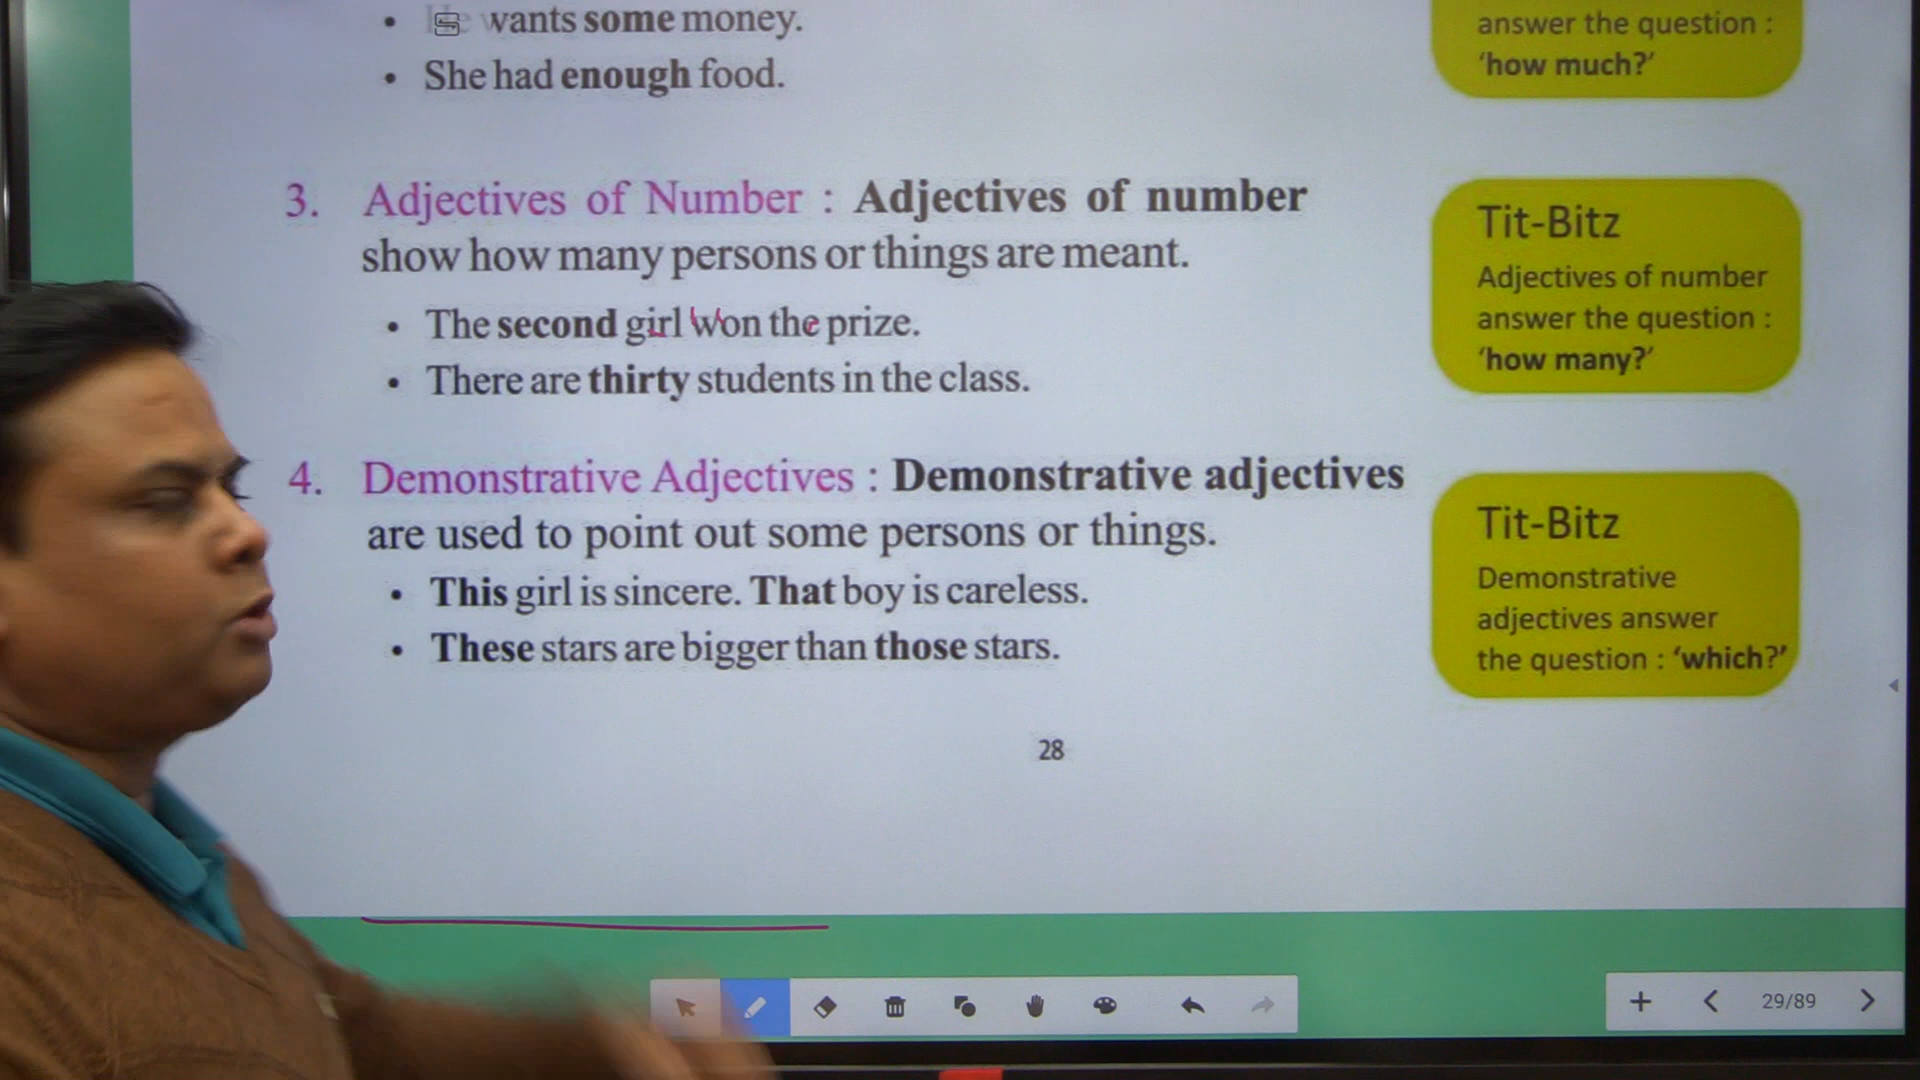 wants some money.
answer the question :
• She had enough food.
'how much?'
3. Adjectives of Number : Adjectives of number
show how many persons or things are meant.
• The second girl won the prize.
• There are thirty students in the class.
Tit-Bitz
Adjectives of number
answer the question :
'how many?'
4. Demonstrative Adjectives : Demonstrative adjectives
are used to point out some persons or things.
• This girl is sincere. That boy is careless.
• These stars are bigger than those stars.
Tit-Bitz
Demonstrative
adjectives answer
the question : 'which?'
28
29/89